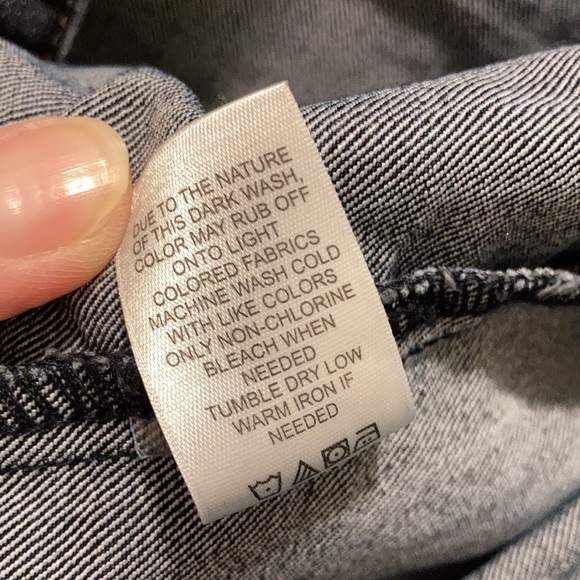 DUE TO THE NATURE
OF THIS DARK WASH,
COLOR MAY RUB OFF
ONTO LIGHT
COLORED FABRICS
MACHINE WASH COLD
WITH LIKE COLORS
ONLY NON-CHLORINE
BLEACH WHEN
NEEDED
TUMBLE DRY LOW
WARM IRON IF
NEEDED